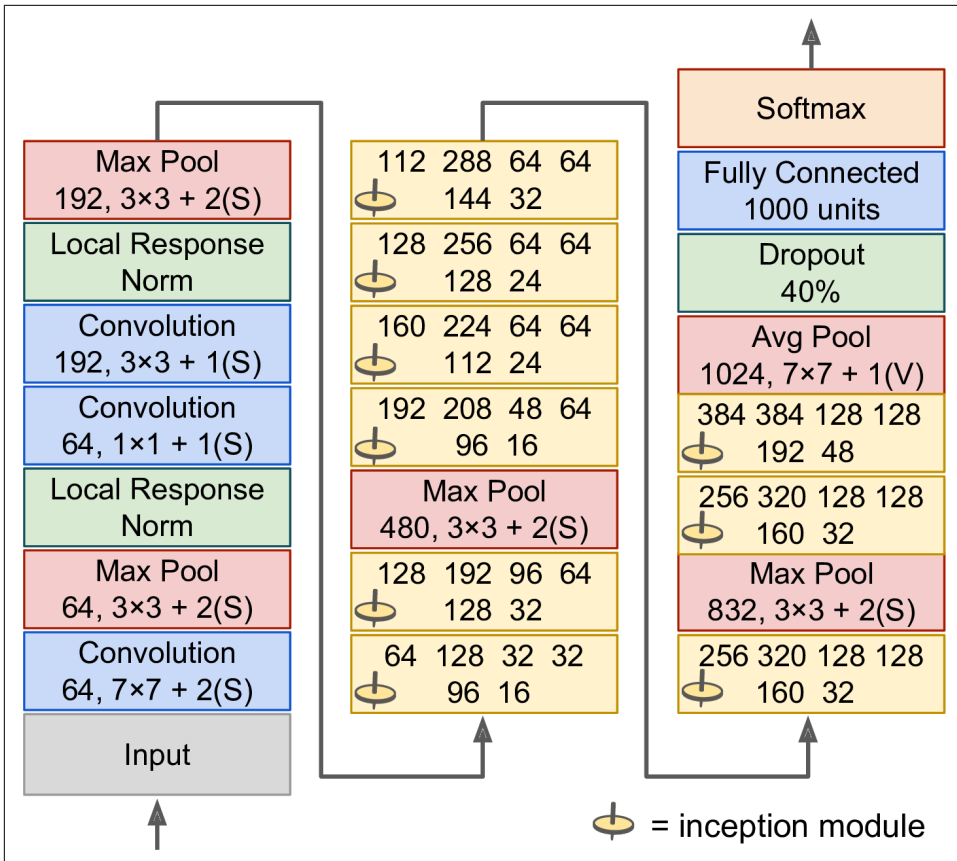 Max Pool
192, 3×3 + 2(S)
Local Response
Norm
Convolution
192, 3×3 + 1(S)
Convolution
64, 1×1 + 1(S)
Local Response
Norm
Max Pool
64, 3×3 + 2(S)
Convolution
64, 7×7 + 2(S)
Input
112 288 64 64
144 32
128 256 64 64
128 24
160 224 64 64
112 24
192 208 48 64
96 16
Max Pool
480, 3×3 + 2(S)
128 192 96 64
128 32
64 128 32 32
96 16
Softmax
Fully Connected
1000 units
Dropout
40%
Avg Pool
1024, 7×7 + 1(V)
384 384 128 128
192 48
256 320 128 128
160 32
Max Pool
832, 3×3 + 2(S)
256 320 128 128
160 32
= inception module